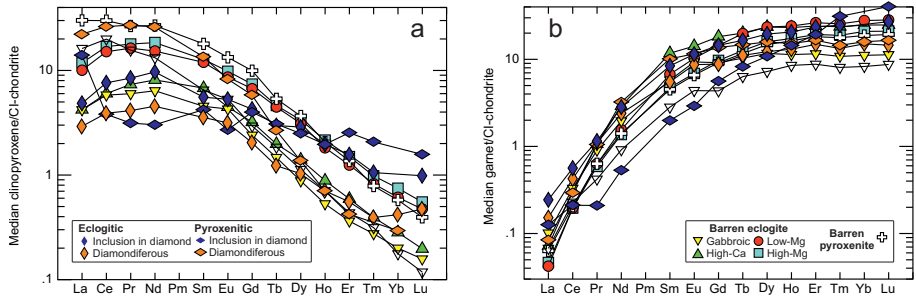 a
Median clinopyroxene/CI-chondrite
10
1
.1
Eclogitic
Inclusion in diamond
Diamondiferous
Pyroxenitic
Inclusion in diamond
Diamondiferous
La Ce Pr Nd Pm Sm Eu Gd Tb Dy Ho Er Tm Yb Lu
b
Median garnet/CI-chondrite
10
1
.1
Barren eclogite
Gabbroic
High-Ca
Low-Mg
High-Mg
Barren
pyroxenite
La Ce Pr Nd Pm Sm Eu Gd Tb Dy Ho Er Tm Yb Lu